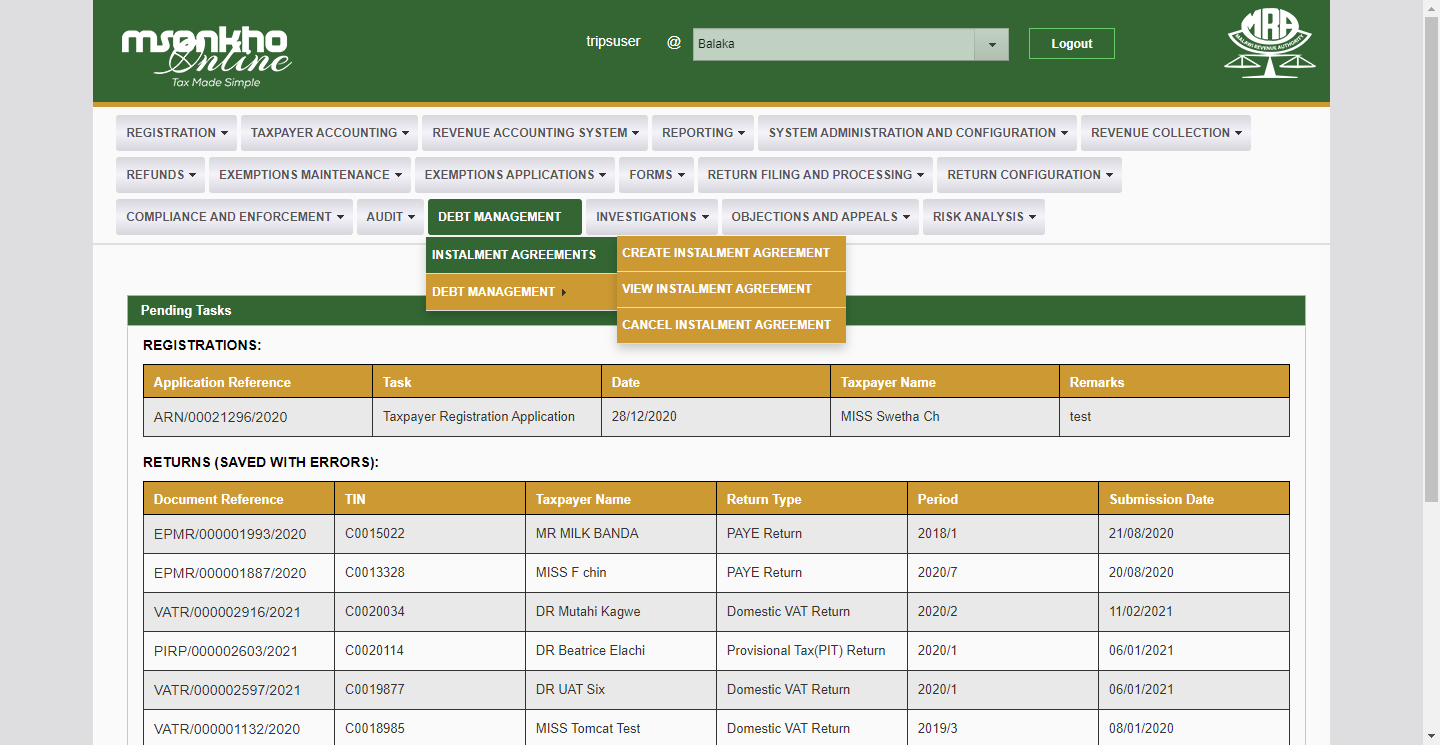 msonkho
Online
Tax Made Simple
tripsuser @ Balaka Logout
MRA
MALAWI REVENUE AUTHORITY
REGISTRATION TAXPAYER ACCOUNTING REVENUE ACCOUNTING SYSTEM REPORTING SYSTEM ADMINISTRATION AND CONFIGURATION REVENUE COLLECTION
REFUNDS EXEMPTIONS MAINTENANCE EXEMPTIONS APPLICATIONS FORMS RETURN FILING AND PROCESSING RETURN CONFIGURATION
COMPLIANCE AND ENFORCEMENT AUDIT DEBT MANAGEMENT INVESTIGATIONS OBJECTIONS AND APPEALS RISK ANALYSIS
INSTALMENT AGREEMENTS CREATE INSTALMENT AGREEMENT
DEBT MANAGEMENT VIEW INSTALMENT AGREEMENT
CANCEL INSTALMENT AGREEMENT
Pending Tasks
REGISTRATIONS:
Application Reference Task Date Taxpayer Name Remarks
ARN/00021296/2020 Taxpayer Registration Application 28/12/2020 MISS Swetha Ch test
RETURNS (SAVED WITH ERRORS):
Document Reference TIN Taxpayer Name Return Type Period Submission Date
EPMR/000001993/2020 C0015022 MR MILK BANDA PAYE Return 2018/1 21/08/2020
EPMR/000001887/2020 C0013328 MISS F chin PAYE Return 2020/7 20/08/2020
VATR/000002916/2021 C0020034 DR Mutahi Kagwe Domestic VAT Return 2020/2 11/02/2021
PIRP/000002603/2021 C0020114 DR Beatrice Elachi Provisional Tax(PIT) Return 2020/1 06/01/2021
VATR/000002597/2021 C0019877 DR UAT Six Domestic VAT Return 2020/1 06/01/2021
VATR/000001132/2020 C0018985 MISS Tomcat Test Domestic VAT Return 2019/3 08/01/2020